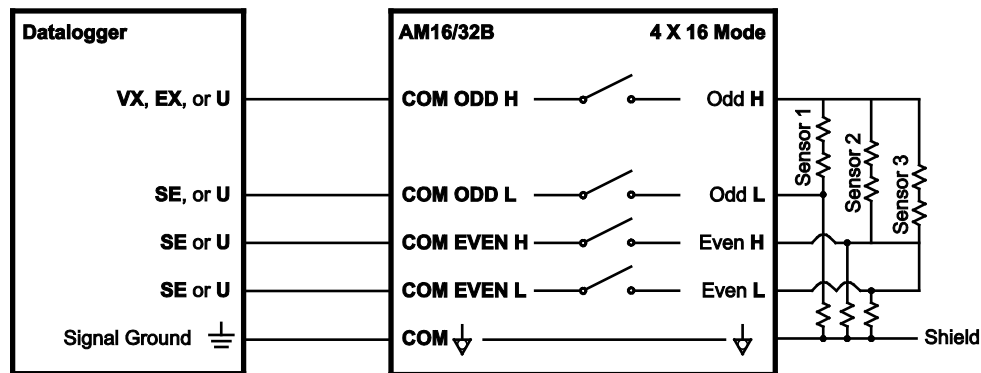 Datalogger
AM16/32B
4 X 16 Mode
VX, EX, or U
COM ODD H
Odd H
Sensor 1
Sensor 2
Sensor 3
SE, or U
COM ODD L
Odd L
SE or U
COM EVEN H
Even H
SE or U
COM EVEN L
Even L
Signal Ground
COM
Shield